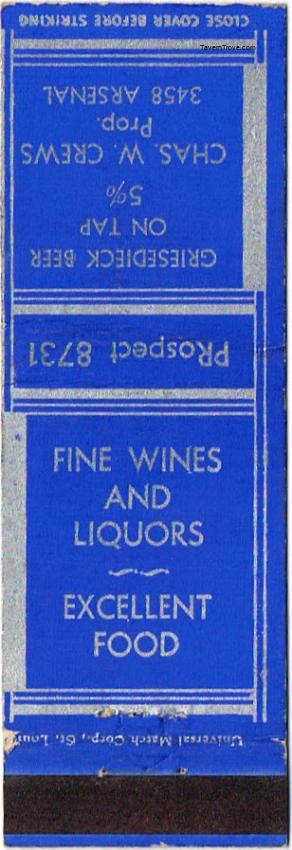 CLOSE COVER BEFORE STRIKING
TavernTrove.com
GRIESEDIECK BEER
ON TAP
5%
CHAS. W. CREWS
Prop.
3458 ARSENAL
PRospect 8731
FINE WINES
AND
LIQUORS
EXCELLENT
FOOD
Universal Match Corp., St. Louis